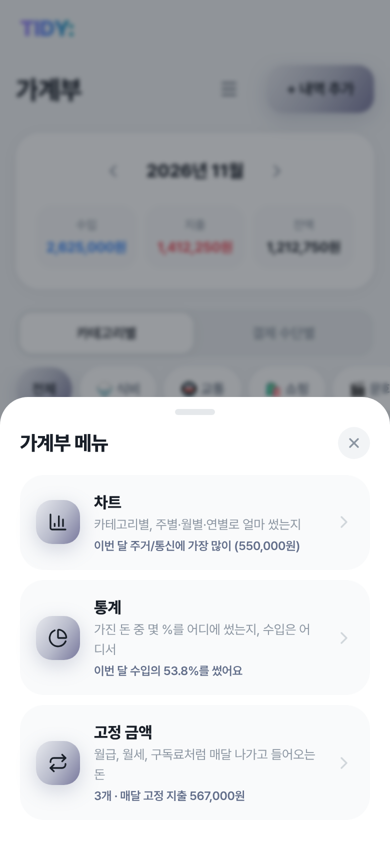 TIDY:
가계부
+ 내역 추가
2026년 11월
수입 지출 잔액
2,625,000원 1,412,250원 1,212,750원
카테고리별 결제 수단별
전체 식비 교통 쇼핑
가계부 메뉴
차트
카테고리별, 주별·월별·연별로 얼마 썼는지
이번 달 주거/통신에 가장 많이 (550,000원)
통계
가진 돈 중 몇 %를 어디에 썼는지, 수입은 어
디서
이번 달 수입의 53.8%를 썼어요
고정 금액
월급, 월세, 구독료처럼 매달 나가고 들어오는
돈
3개 · 매달 고정 지출 567,000원